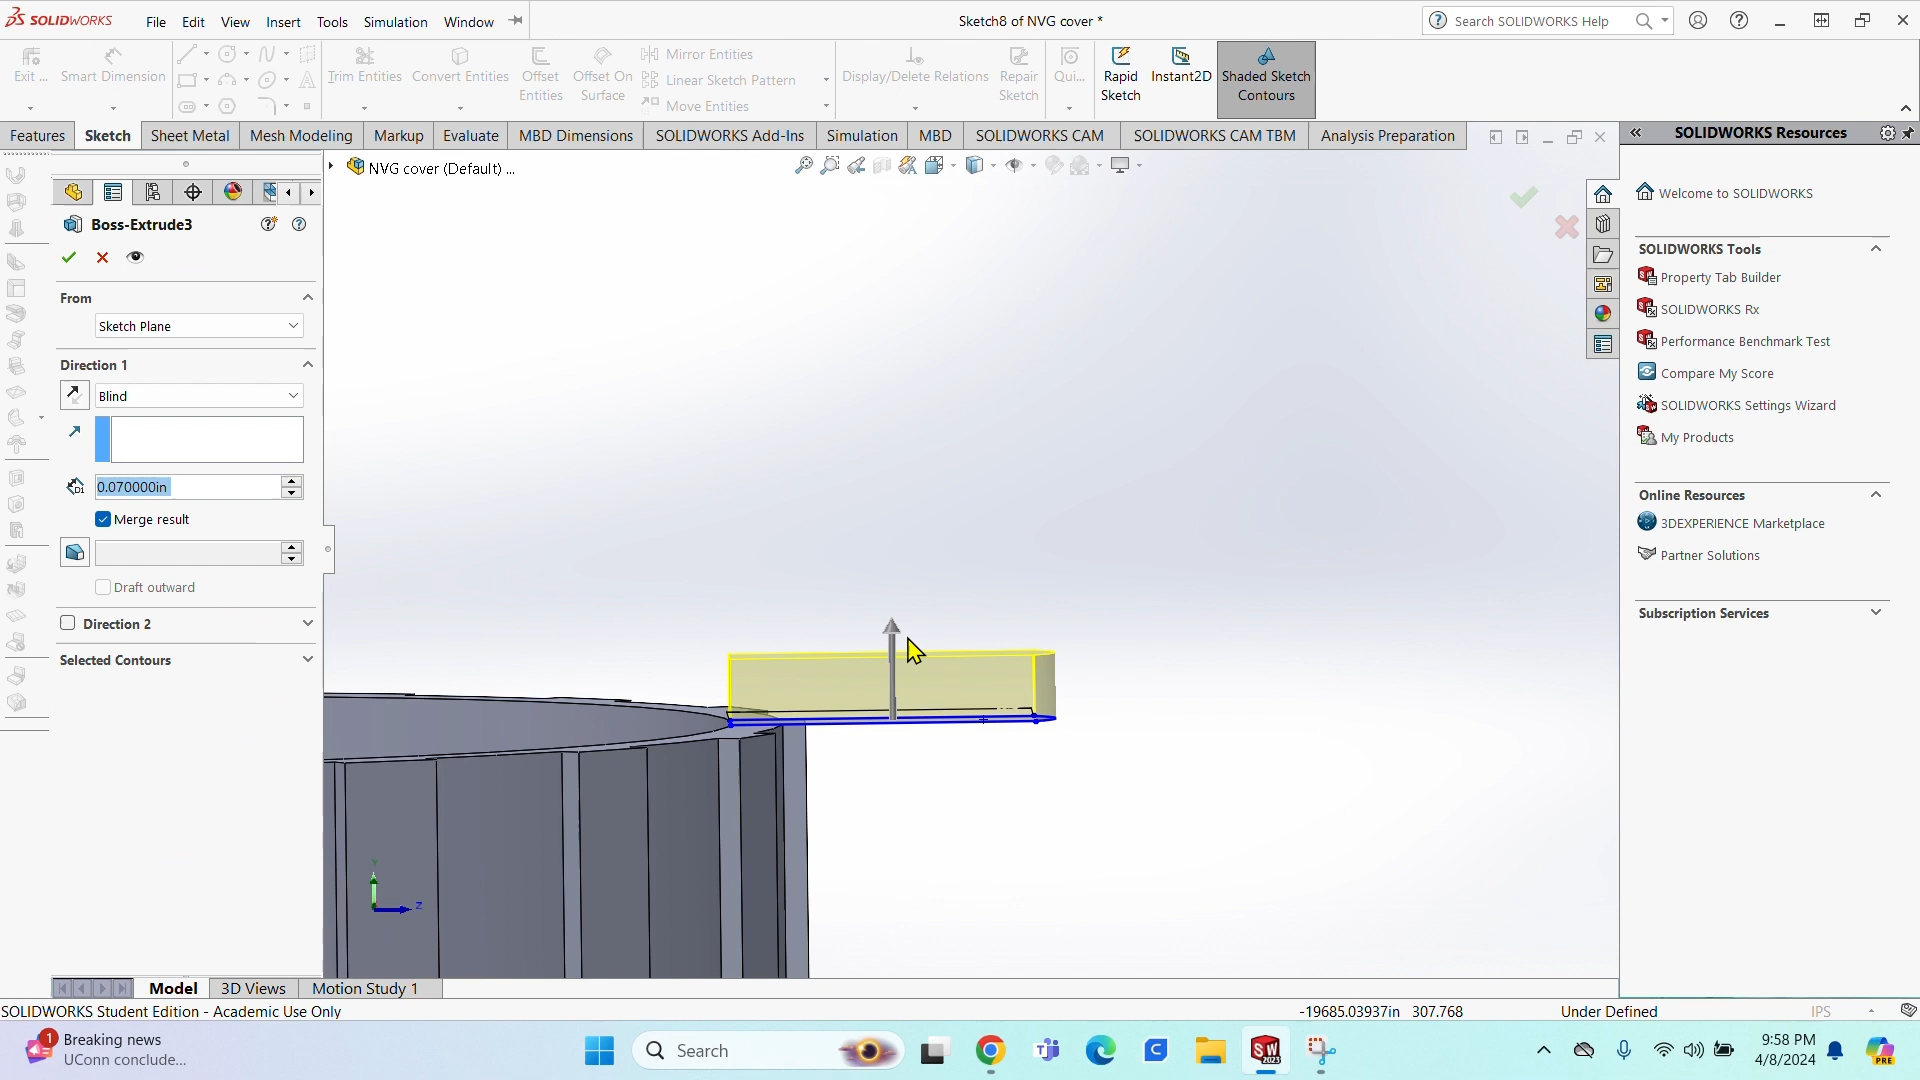 SOLIDWORKS
File Edit View Insert Tools Simulation Window
Sketch8 of NVG cover *
Search SOLIDWORKS Help
Exit ...
Smart Dimension
Trim Entities
Convert Entities
Offset
Entities
Offset On
Surface
Mirror Entities
Linear Sketch Pattern
Move Entities
Display/Delete Relations
Repair
Sketch
Qui...
Rapid
Sketch
Instant2D
Shaded Sketch
Contours
Features Sketch Sheet Metal Mesh Modeling Markup Evaluate MBD Dimensions SOLIDWORKS Add-Ins Simulation MBD SOLIDWORKS CAM SOLIDWORKS CAM TBM Analysis Preparation
SOLIDWORKS Resources
NVG cover (Default) ...
Boss-Extrude3
From
Sketch Plane
Direction 1
Blind
D1
0.070000in
Merge result
Draft outward
Direction 2
Selected Contours
Y
Z
Welcome to SOLIDWORKS
SOLIDWORKS Tools
Property Tab Builder
SOLIDWORKS Rx
Performance Benchmark Test
Compare My Score
SOLIDWORKS Settings Wizard
My Products
Online Resources
3DEXPERIENCE Marketplace
Partner Solutions
Subscription Services
Model 3D Views Motion Study 1
SOLIDWORKS Student Edition - Academic Use Only
-19685.03937in 307.768
Under Defined
IPS
1
Breaking news
UConn conclude...
Search
SW
2023
9:58 PM
4/8/2024
PRE